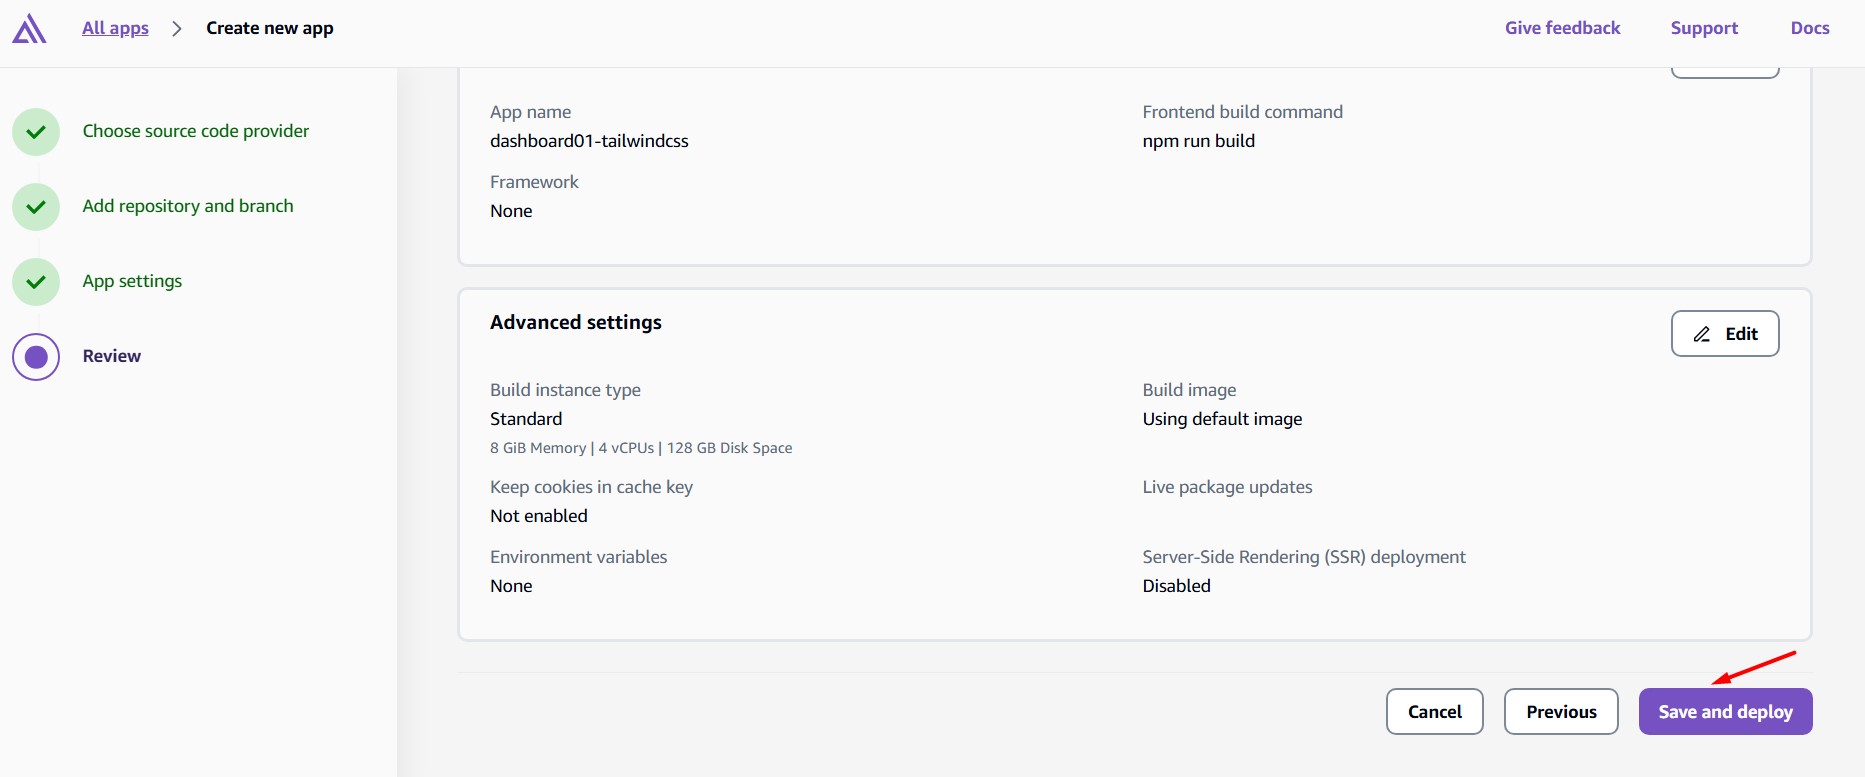 All apps
Create new app
Give feedback
Support
Docs
Choose source code provider
Add repository and branch
App settings
Review
App name
dashboard01-tailwindcss
Frontend build command
npm run build
Framework
None
Advanced settings
Edit
Build instance type
Standard
8 GiB Memory | 4 vCPUs | 128 GB Disk Space
Build image
Using default image
Keep cookies in cache key
Not enabled
Live package updates
Environment variables
None
Server-Side Rendering (SSR) deployment
Disabled
Cancel
Previous
Save and deploy